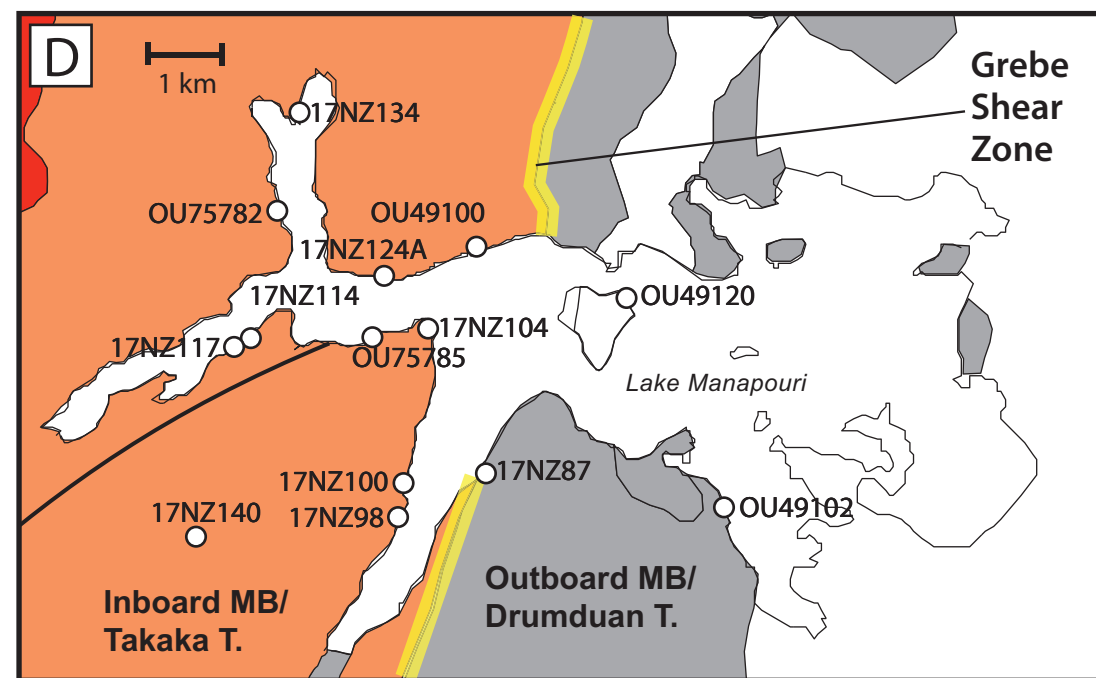 D
1 km
Grebe
Shear
Zone
17NZ134
OU75782
OU49100
17NZ124A
17NZ114
OU49120
17NZ104
17NZ117
OU75785
Lake Manapouri
17NZ100
17NZ87
17NZ140
17NZ98
OU49102
Outboard MB/
Drumduan T.
Inboard MB/
Takaka T.